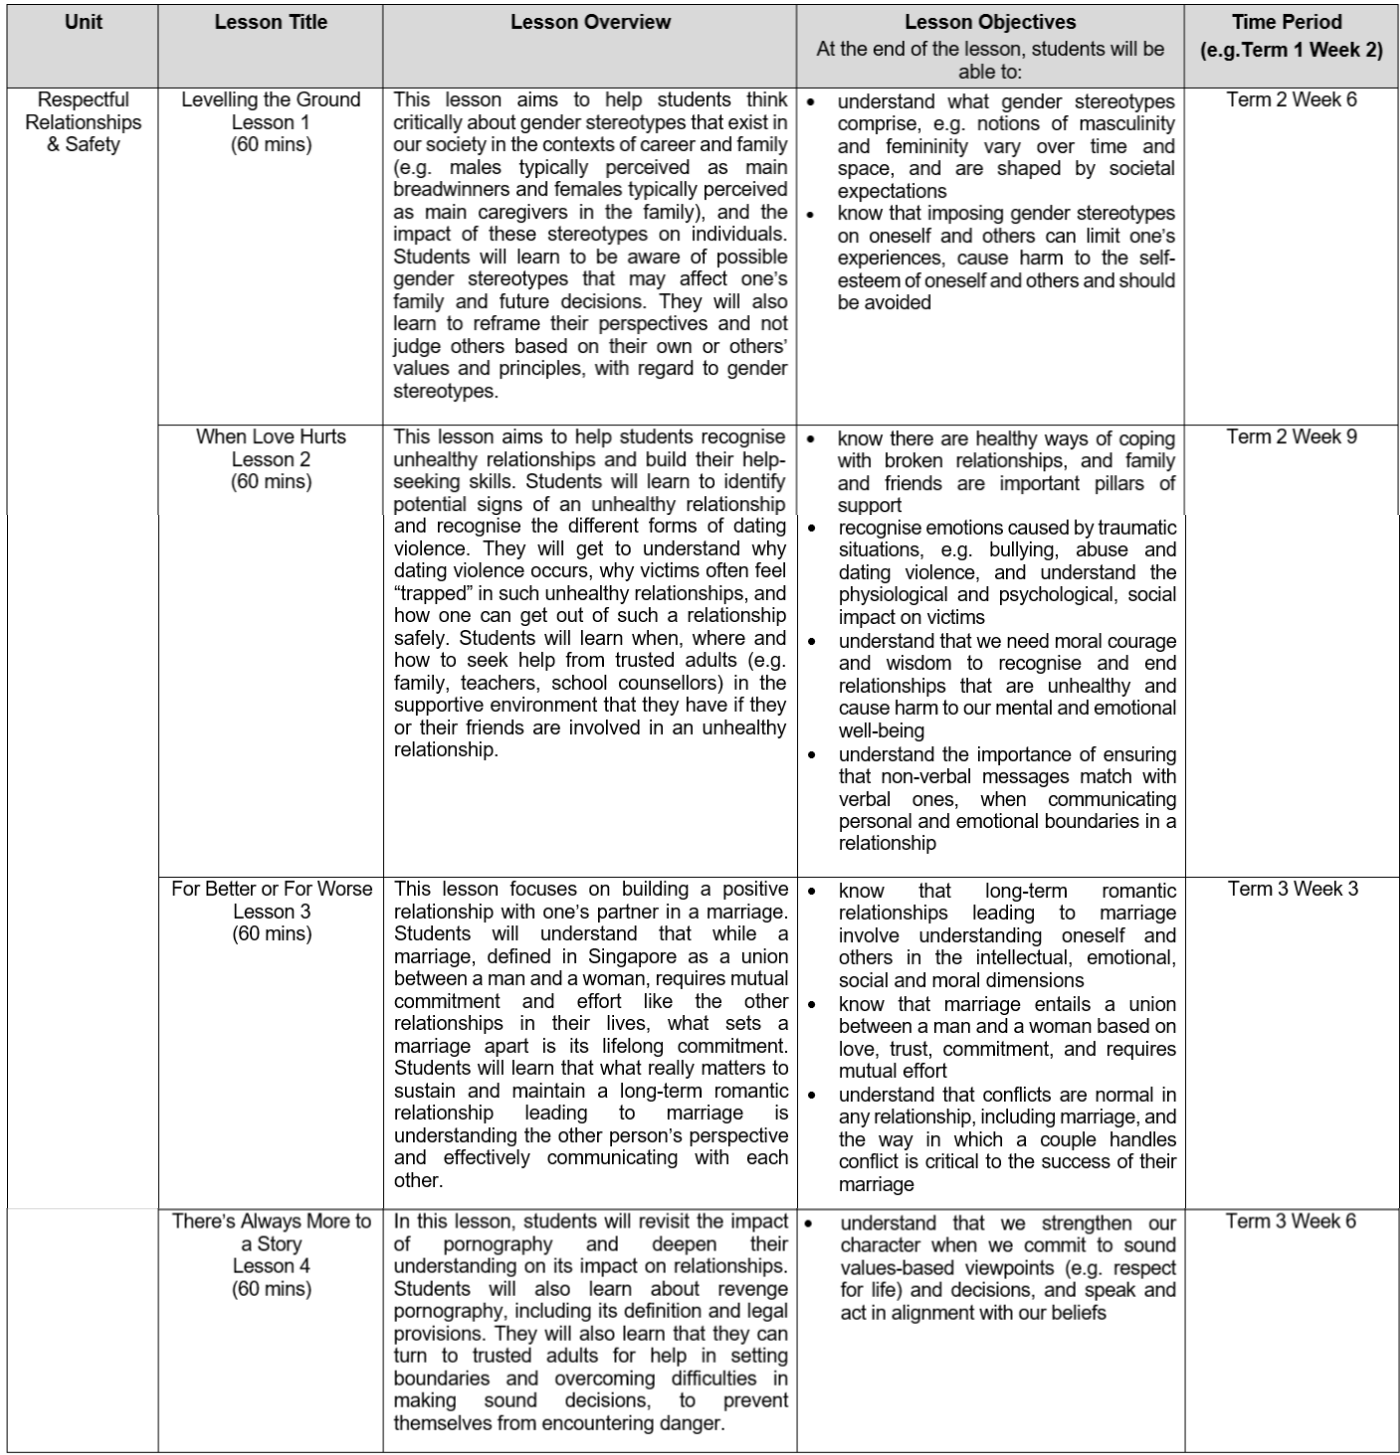 Unit
Lesson Title
Lesson Overview
Lesson Objectives
At the end of the lesson, students will be
able to:
Time Period
(e.g.Term 1 Week 2)
Respectful
Relationships
& Safety
Levelling the Ground
Lesson 1
(60 mins)
This lesson aims to help students think
critically about gender stereotypes that exist in
our society in the contexts of career and family
(e.g. males typically perceived as main
breadwinners and females typically perceived
as main caregivers in the family), and the
impact of these stereotypes on individuals.
Students will learn to be aware of possible
gender stereotypes that may affect one's
family and future decisions. They will also
learn to reframe their perspectives and not
judge others based on their own or others'
values and principles, with regard to gender
stereotypes.
• understand what gender stereotypes
comprise, e.g. notions of masculinity
and femininity vary over time and
space, and are shaped by societal
expectations
• know that imposing gender stereotypes
on oneself and others can limit one's
experiences, cause harm to the self-
esteem of oneself and others and should
be avoided
Term 2 Week 6
When Love Hurts
Lesson 2
(60 mins)
This lesson aims to help students recognise
unhealthy relationships and build their help-
seeking skills. Students will learn to identify
potential signs of an unhealthy relationship
and recognise the different forms of dating
violence. They will get to understand why
dating violence occurs, why victims often feel
“trapped” in such unhealthy relationships, and
how one can get out of such a relationship
safely. Students will learn when, where and
how to seek help from trusted adults (e.g.
family, teachers, school counsellors) in the
supportive environment that they have if they
or their friends are involved in an unhealthy
relationship.
• know there are healthy ways of coping
with broken relationships, and family
and friends are important pillars of
support
• recognise emotions caused by traumatic
situations, e.g. bullying, abuse and
dating violence, and understand the
physiological and psychological, social
impact on victims
• understand that we need moral courage
and wisdom to recognise and end
relationships that are unhealthy and
cause harm to our mental and emotional
well-being
• understand the importance of ensuring
that non-verbal messages match with
verbal ones, when communicating
personal and emotional boundaries in a
relationship
Term 2 Week 9
For Better or For Worse
Lesson 3
(60 mins)
This lesson focuses on building a positive
relationship with one's partner in a marriage.
Students will understand that while a
marriage, defined in Singapore as a union
between a man and a woman, requires mutual
commitment and effort like the other
relationships in their lives, what sets a
marriage apart is its lifelong commitment.
Students will learn that what really matters to
sustain and maintain a long-term romantic
relationship leading to marriage is
understanding the other person's perspective
and effectively communicating with each
other.
• know that long-term romantic
relationships leading to marriage
involve understanding oneself and
others in the intellectual, emotional,
social and moral dimensions
• know that marriage entails a union
between a man and a woman based on
love, trust, commitment, and requires
mutual effort
• understand that conflicts are normal in
any relationship, including marriage, and
the way in which a couple handles
conflict is critical to the success of their
marriage
Term 3 Week 3
There's Always More to
a Story
Lesson 4
(60 mins)
In this lesson, students will revisit the impact
of pornography and deepen their
understanding on its impact on relationships.
Students will also learn about revenge
pornography, including its definition and legal
provisions. They will also learn that they can
turn to trusted adults for help in setting
boundaries and overcoming difficulties in
making sound decisions, to prevent
themselves from encountering danger.
• understand that we strengthen our
character when we commit to sound
values-based viewpoints (e.g. respect
for life) and decisions, and speak and
act in alignment with our beliefs
Term 3 Week 6